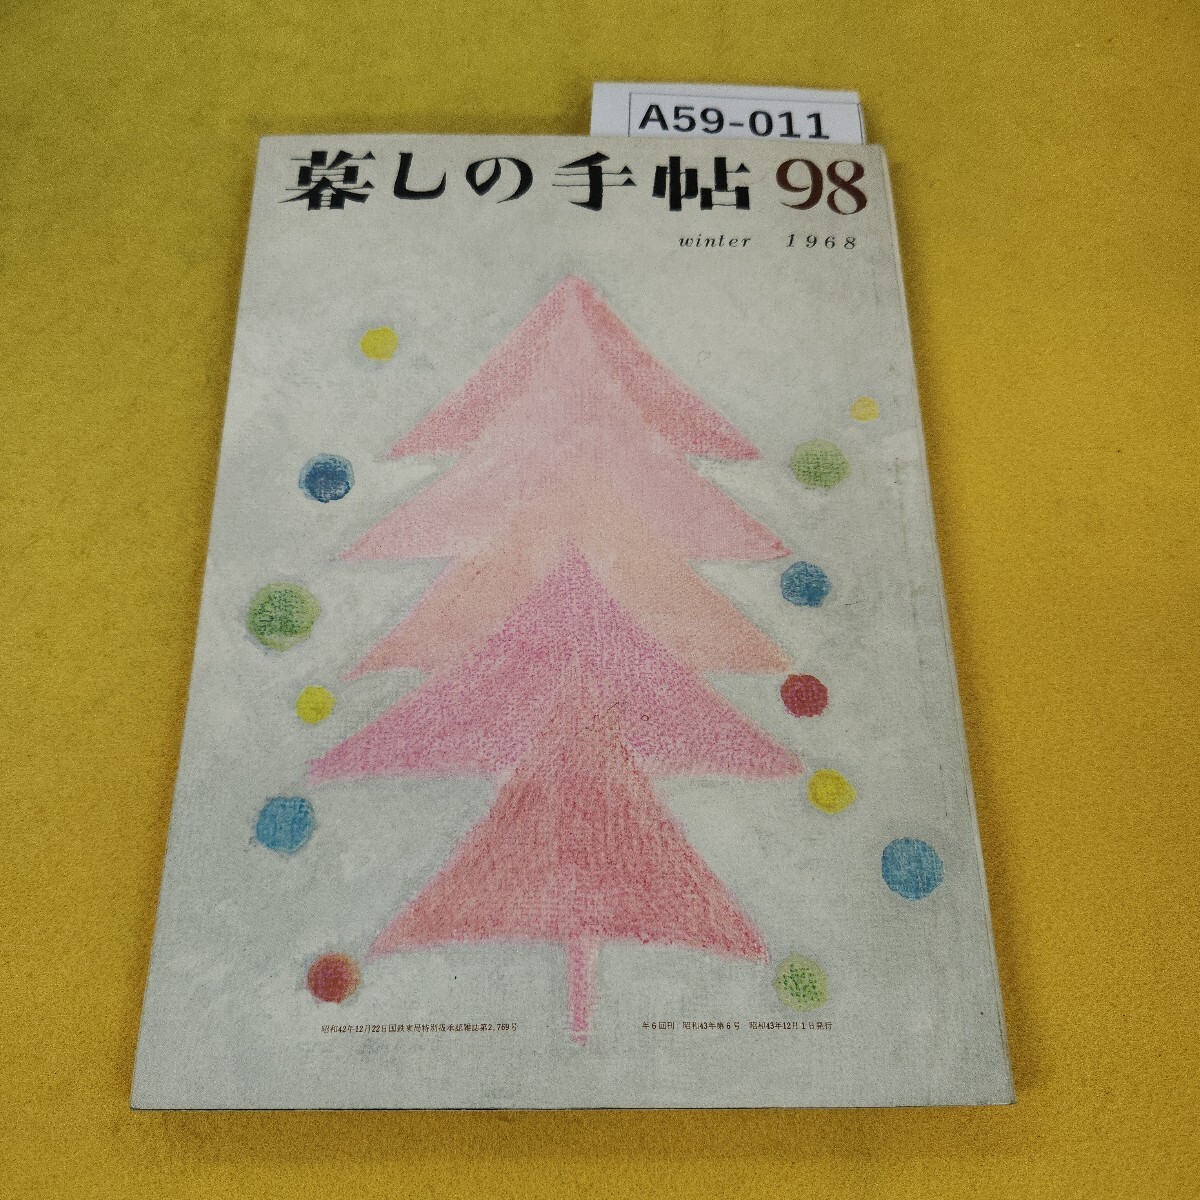 A59-011
暮しの手帖 98
winter 1968
昭和42年12月22日国鉄東局特別扱承認雑誌第2,769号
年6回刊 昭和43年第6号 昭和43年12月1日発行